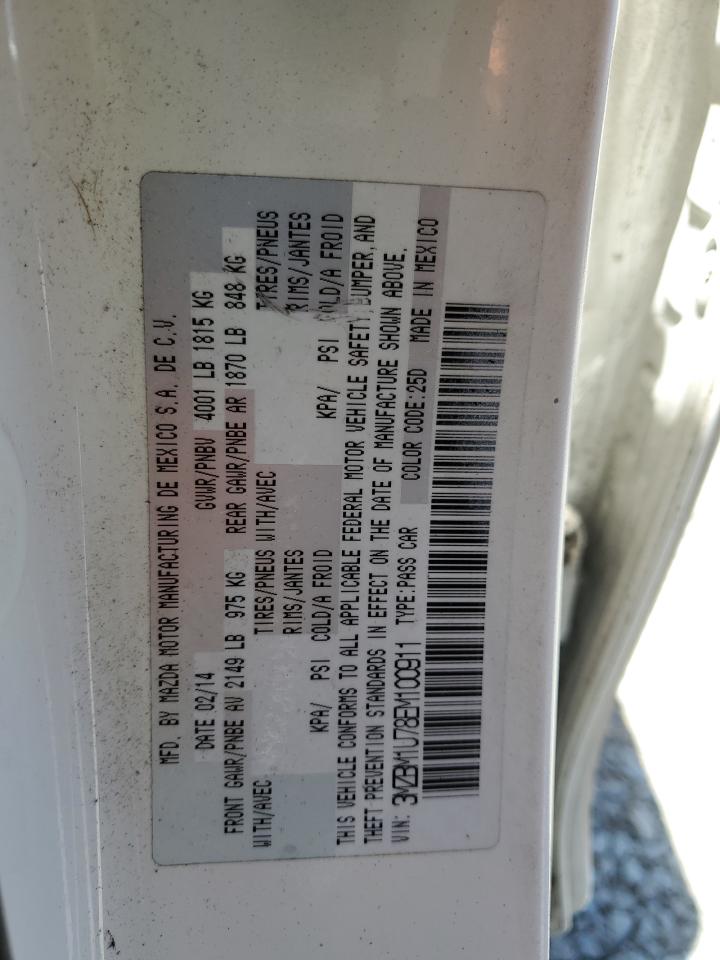 MFD. BY MAZDA MOTOR MANUFACTURING DE MEXICO S.A. DE C.V.
DATE 02/14 GVWR/PNBV 4001 LB 1815 KG
FRONT GAWR/PNBE AV 2149 LB 975 KG REAR GAWR/PNBE AR 1870 LB 848 KG
WITH/AVEC TIRES/PNEUS WITH/AVEC TIRES/PNEUS
RIMS/JANTES RIMS/JANTES
KPA/ PSI COLD/A FROID KPA/ PSI COLD/A FROID
THIS VEHICLE CONFORMS TO ALL APPLICABLE FEDERAL MOTOR VEHICLE SAFETY, BUMPER, AND
THEFT PREVENTION STANDARDS IN EFFECT ON THE DATE OF MANUFACTURE SHOWN ABOVE.
VIN: 3MZBM1U78EM100911 TYPE:PASS CAR COLOR CODE:25D MADE IN MEXICO